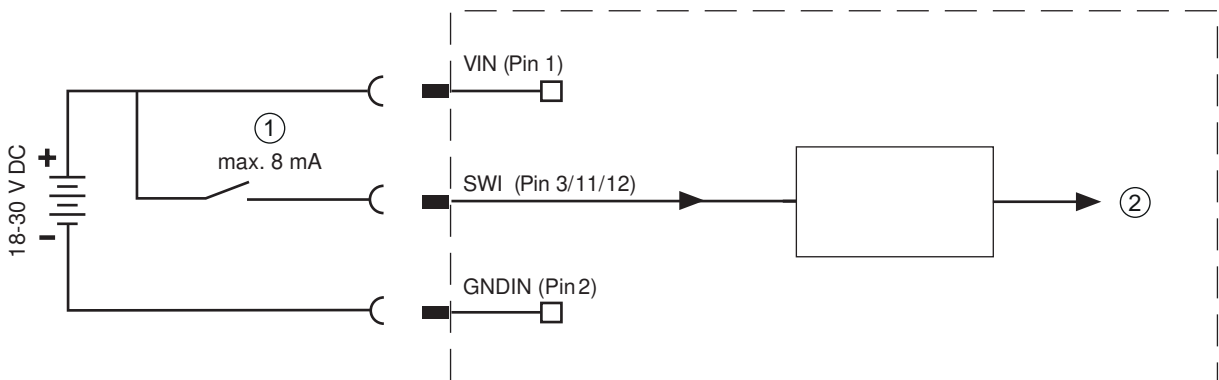 VIN (Pin 1)
1
max. 8 mA
18-30 V DC
+
-
SWI (Pin 3/11/12)
2
GNDIN (Pin 2)